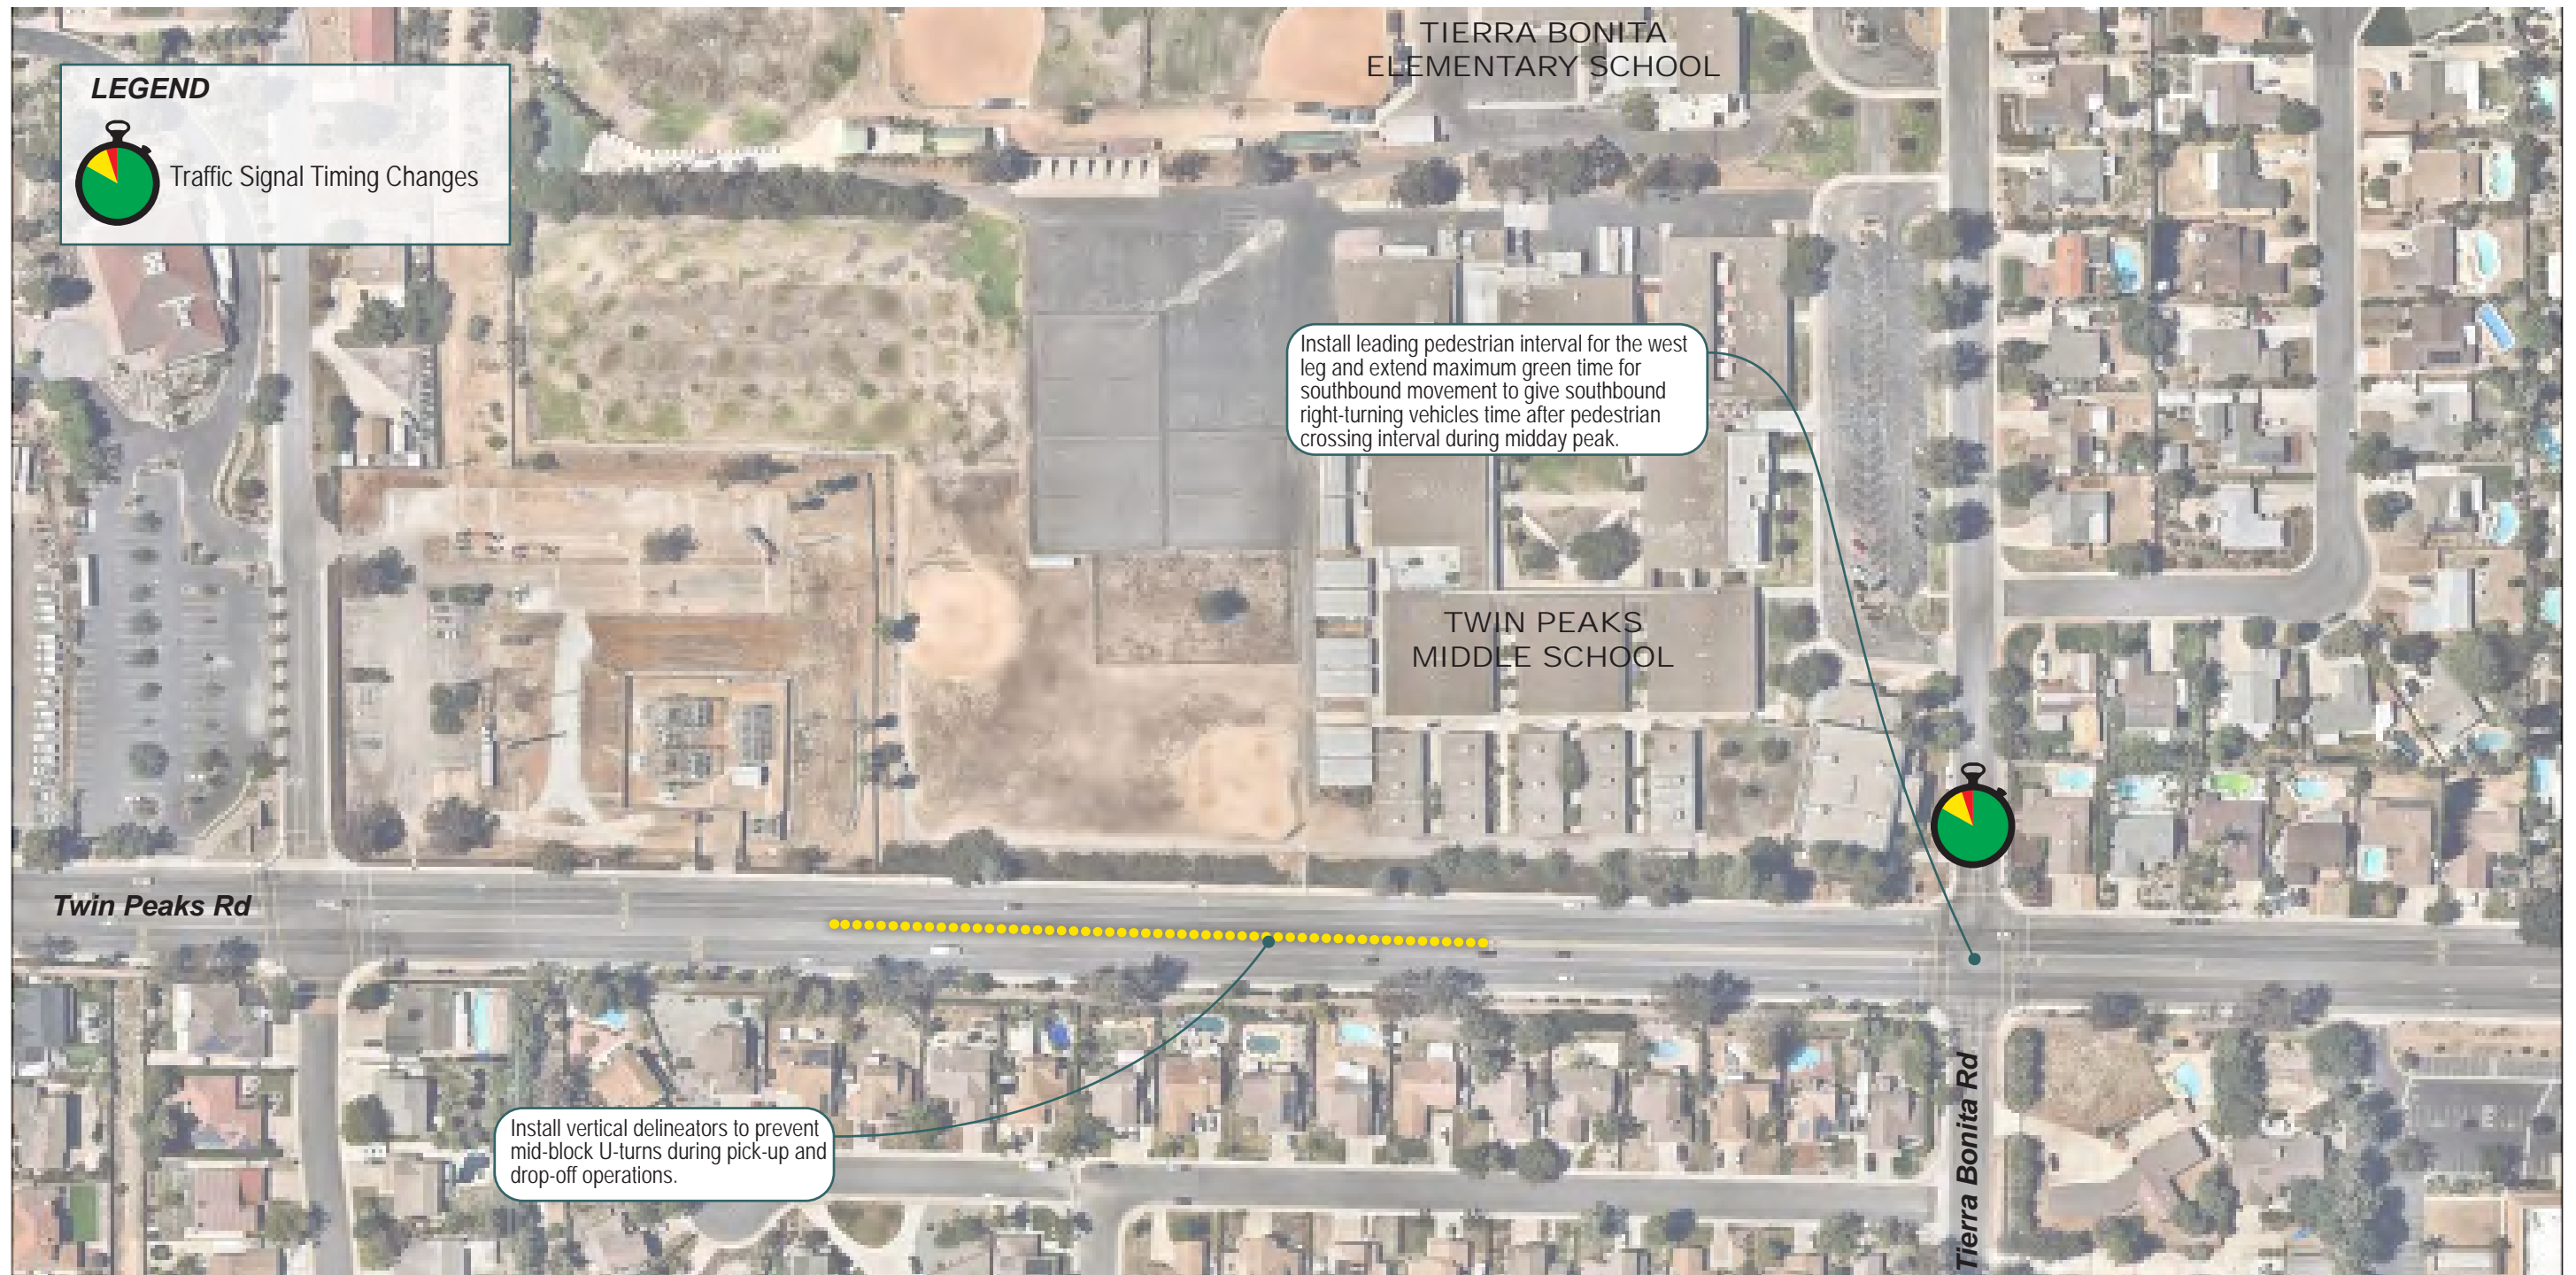 TIERRA BONITA
ELEMENTARY SCHOOL
LEGEND
Traffic Signal Timing Changes
Install leading pedestrian interval for the west
leg and extend maximum green time for
southbound movement to give southbound
right-turning vehicles time after pedestrian
crossing interval during midday peak.
TWIN PEAKS
MIDDLE SCHOOL
Twin Peaks Rd
Install vertical delineators to prevent
mid-block U-turns during pick-up and
drop-off operations.
Tierra Bonita Rd